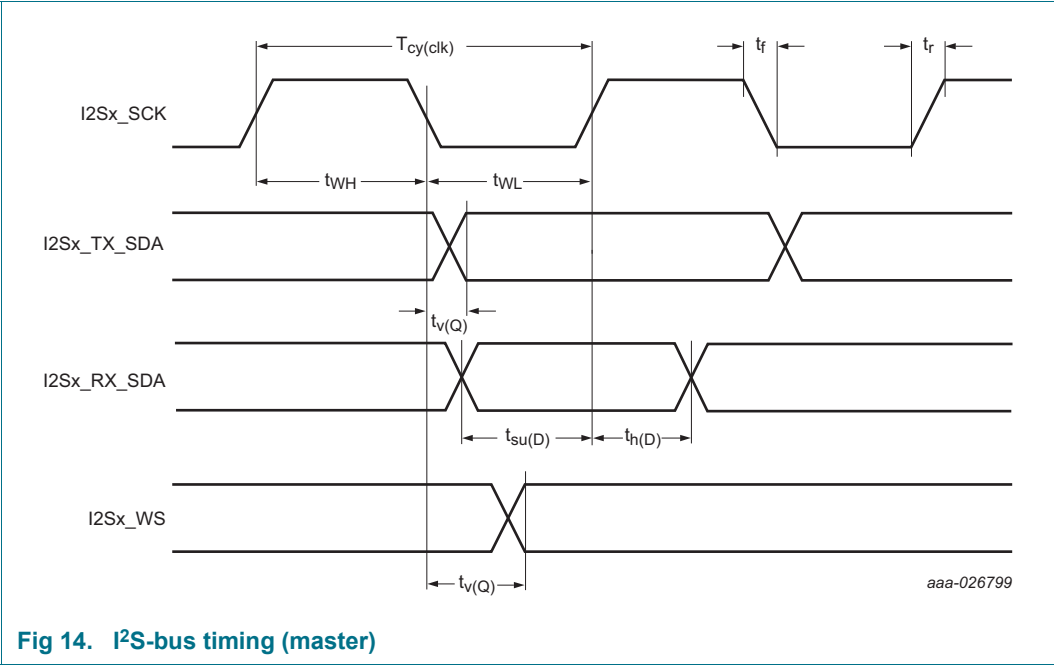 Tcy(clk) tf tr
I2Sx_SCK
tWH tWL
I2Sx_TX_SDA
tv(Q)
I2Sx_RX_SDA
tsu(D) th(D)
I2Sx_WS
tv(Q)
aaa-026799
Fig 14. I²S-bus timing (master)